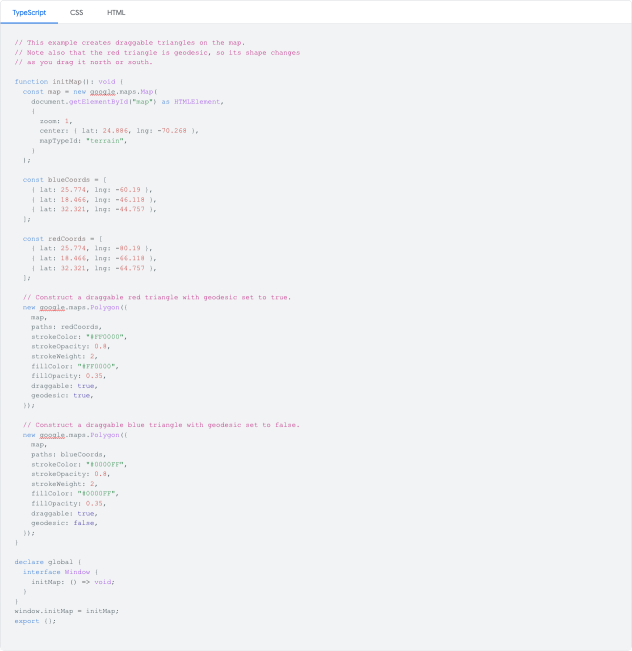 TypeScript CSS HTML
// This example creates draggable triangles on the map.
// Note also that the red triangle is geodesic, so its shape changes
// as you drag it north or south.

function initMap(): void {
  const map = new google.maps.Map(
    document.getElementById("map") as HTMLElement,
    {
      zoom: 1,
      center: { lat: 24.886, lng: -70.268 },
      mapTypeId: "terrain",
    }
  );

  const blueCoords = [
    { lat: 25.774, lng: -60.19 },
    { lat: 18.466, lng: -46.118 },
    { lat: 32.321, lng: -44.757 },
  ];

  const redCoords = [
    { lat: 25.774, lng: -80.19 },
    { lat: 18.466, lng: -66.118 },
    { lat: 32.321, lng: -64.757 },
  ];

  // Construct a draggable red triangle with geodesic set to true.
  new google.maps.Polygon({
    map,
    paths: redCoords,
    strokeColor: "#FF0000",
    strokeOpacity: 0.8,
    strokeWeight: 2,
    fillColor: "#FF0000",
    fillOpacity: 0.35,
    draggable: true,
    geodesic: true,
  });

  // Construct a draggable blue triangle with geodesic set to false.
  new google.maps.Polygon({
    map,
    paths: blueCoords,
    strokeColor: "#0000FF",
    strokeOpacity: 0.8,
    strokeWeight: 2,
    fillColor: "#0000FF",
    fillOpacity: 0.35,
    draggable: true,
    geodesic: false,
  });
}

declare global {
  interface Window {
    initMap: () => void;
  }
}
window.initMap = initMap;
export {};